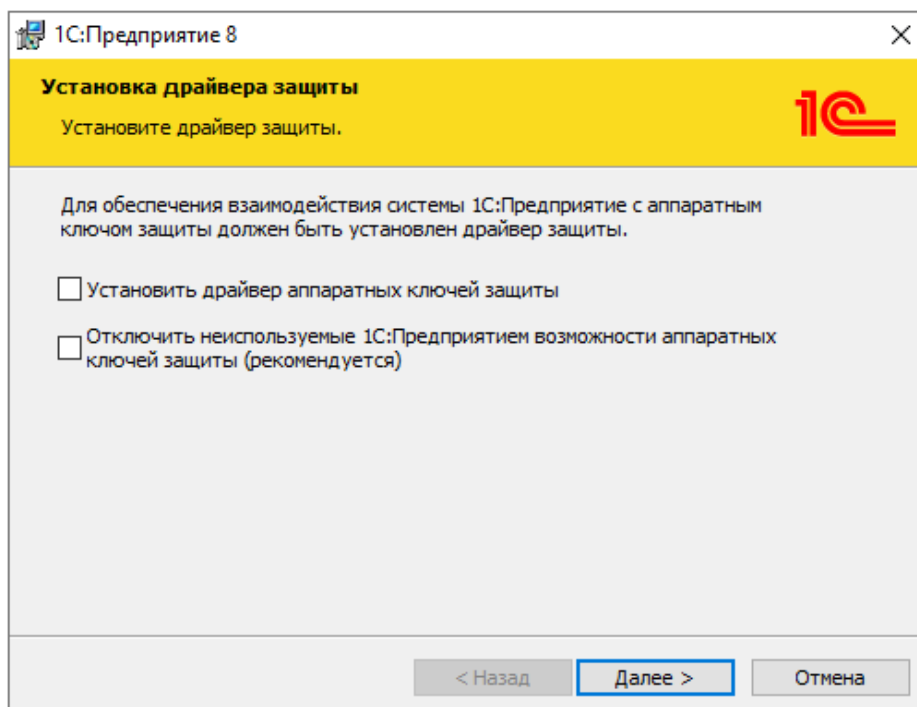 1С:Предприятие 8
Установка драйвера защиты
Установите драйвер защиты.
1С
Для обеспечения взаимодействия системы 1С:Предприятие с аппаратным
ключом защиты должен быть установлен драйвер защиты.
Установить драйвер аппаратных ключей защиты
Отключить неиспользуемые 1С:Предприятием возможности аппаратных
ключей защиты (рекомендуется)
< Назад
Далее >
Отмена